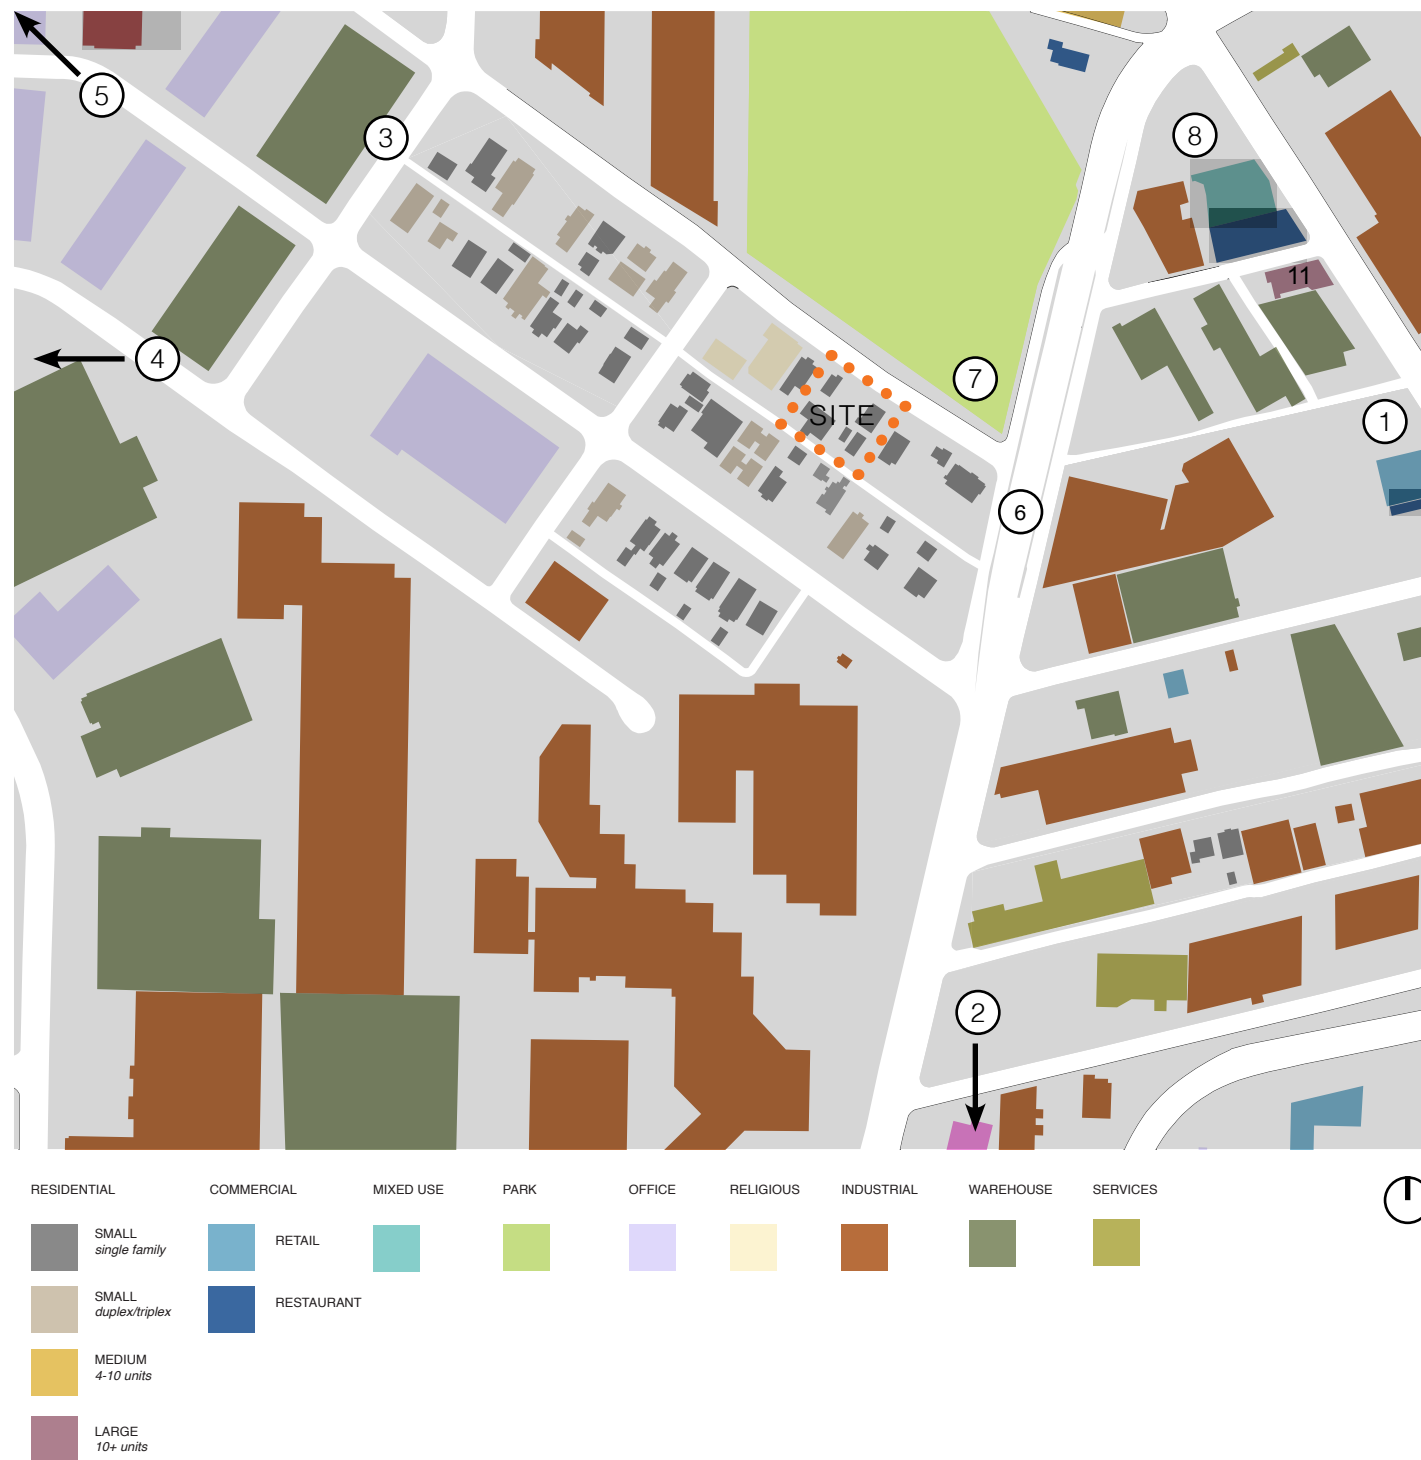 5
3
8
11
4
7
SITE
1
6
2
RESIDENTIAL
COMMERCIAL
MIXED USE
PARK
OFFICE
RELIGIOUS
INDUSTRIAL
WAREHOUSE
SERVICES
SMALL
single family
RETAIL
SMALL
duplex/triplex
RESTAURANT
MEDIUM
4-10 units
LARGE
10+ units